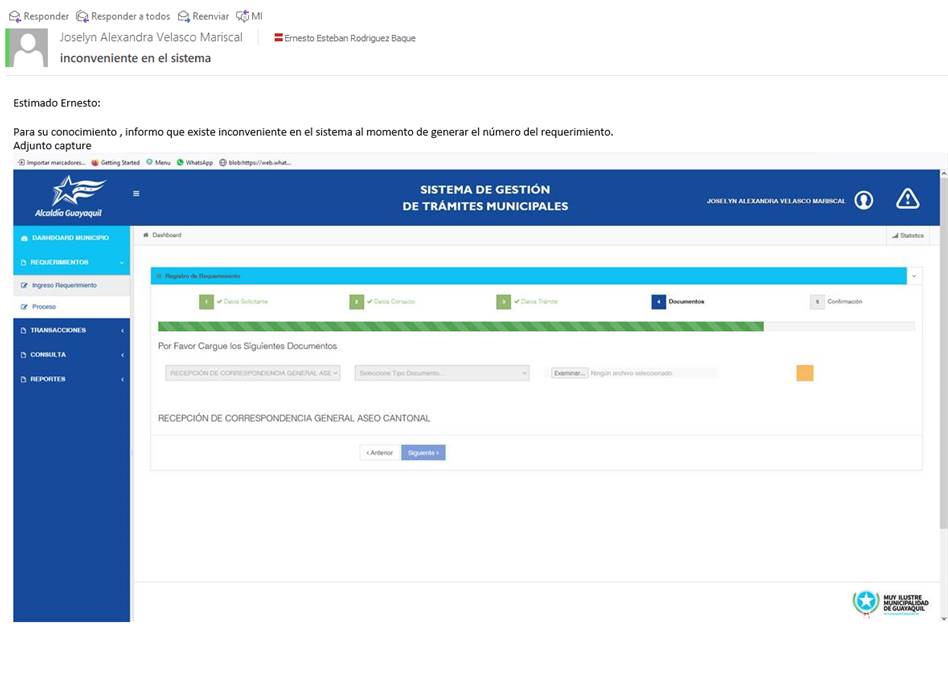 Responder Responder a todos Reenviar MI
Joselyn Alexandra Velasco Mariscal Ernesto Esteban Rodriguez Baque
inconveniente en el sistema
Estimado Ernesto:
Para su conocimiento , informo que existe inconveniente en el sistema al momento de generar el número del requerimiento.
Adjunto capture
Importar marcadores... Getting Started Menu WhatsApp blob:https://web.what...
Alcaldía Guayaquil
SISTEMA DE GESTIÓN
DE TRÁMITES MUNICIPALES
JOSELYN ALEXANDRA VELASCO MARISCAL
DASHBOARD MUNICIPIO
Dashboard
Statistics
REQUERIMIENTOS
Ingreso Requerimiento
Proceso
TRANSACCIONES
CONSULTA
REPORTES
Registro de Requerimiento
1 Datos Solicitante 2 Datos Contacto 3 Datos Trámite 4 Documentos 5 Confirmación
Por Favor Cargue los Siguientes Documentos
RECEPCIÓN DE CORRESPONDENCIA GENERAL ASE Seleccione Tipo Documento... Examinar... Ningún archivo seleccionado.
RECEPCIÓN DE CORRESPONDENCIA GENERAL ASEO CANTONAL
< Anterior Siguiente >
MUY ILUSTRE
MUNICIPALIDAD
DE GUAYAQUIL